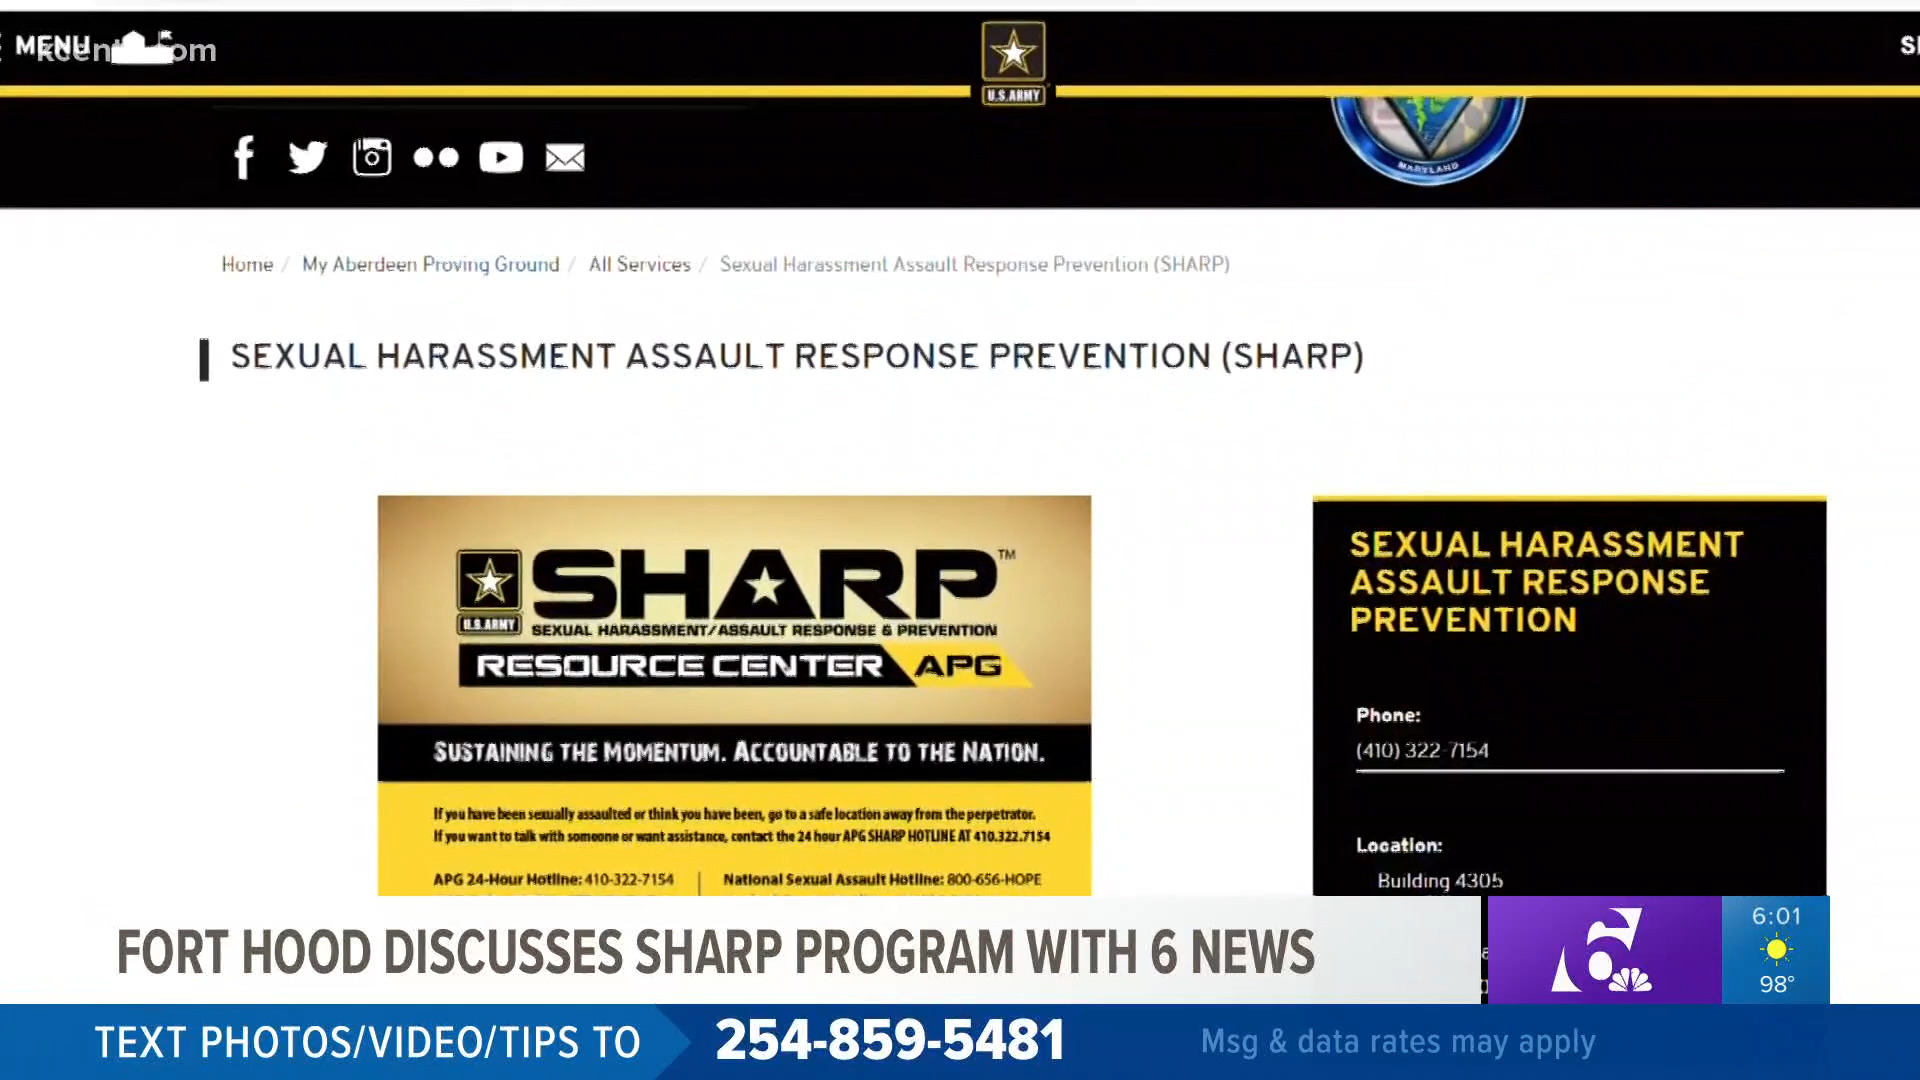 MENU
kcentv.com
U.S.ARMY
MARYLAND
Home / My Aberdeen Proving Ground / All Services / Sexual Harassment Assault Response Prevention (SHARP)
SEXUAL HARASSMENT ASSAULT RESPONSE PREVENTION (SHARP)
U.S.ARMY
SHARP™
SEXUAL HARASSMENT/ASSAULT RESPONSE & PREVENTION
RESOURCE CENTER APG
SUSTAINING THE MOMENTUM. ACCOUNTABLE TO THE NATION.
If you have been sexually assaulted or think you have been, go to a safe location away from the perpetrator.
If you want to talk with someone or want assistance, contact the 24 hour APG SHARP HOTLINE AT 410.322.7154
APG 24-Hour Hotline: 410-322-7154 | National Sexual Assault Hotline: 800-656-HOPE
SEXUAL HARASSMENT
ASSAULT RESPONSE
PREVENTION
Phone:
(410) 322-7154
Location:
Building 4305
FORT HOOD DISCUSSES SHARP PROGRAM WITH 6 NEWS
6
6:01
98°
TEXT PHOTOS/VIDEO/TIPS TO 254-859-5481 Msg & data rates may apply